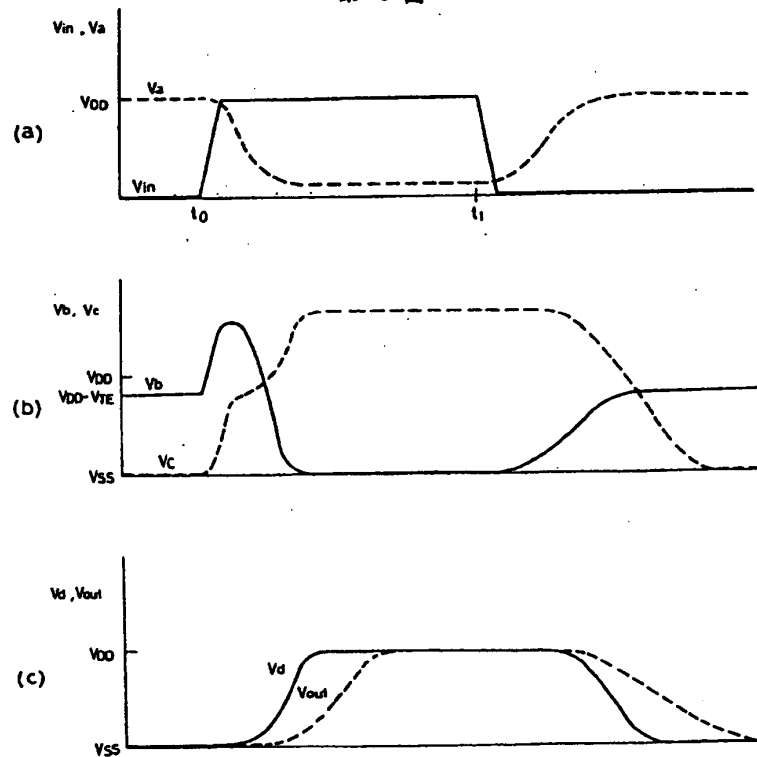 Vin , Va
VDD
Va
(a)
Vin
t0
t1
Vb, Vc
VDD
Vb
VDD-VTE
(b)
VC
VSS
Vd ,Vout
VDD
Vd
(c)
Vout
VSS